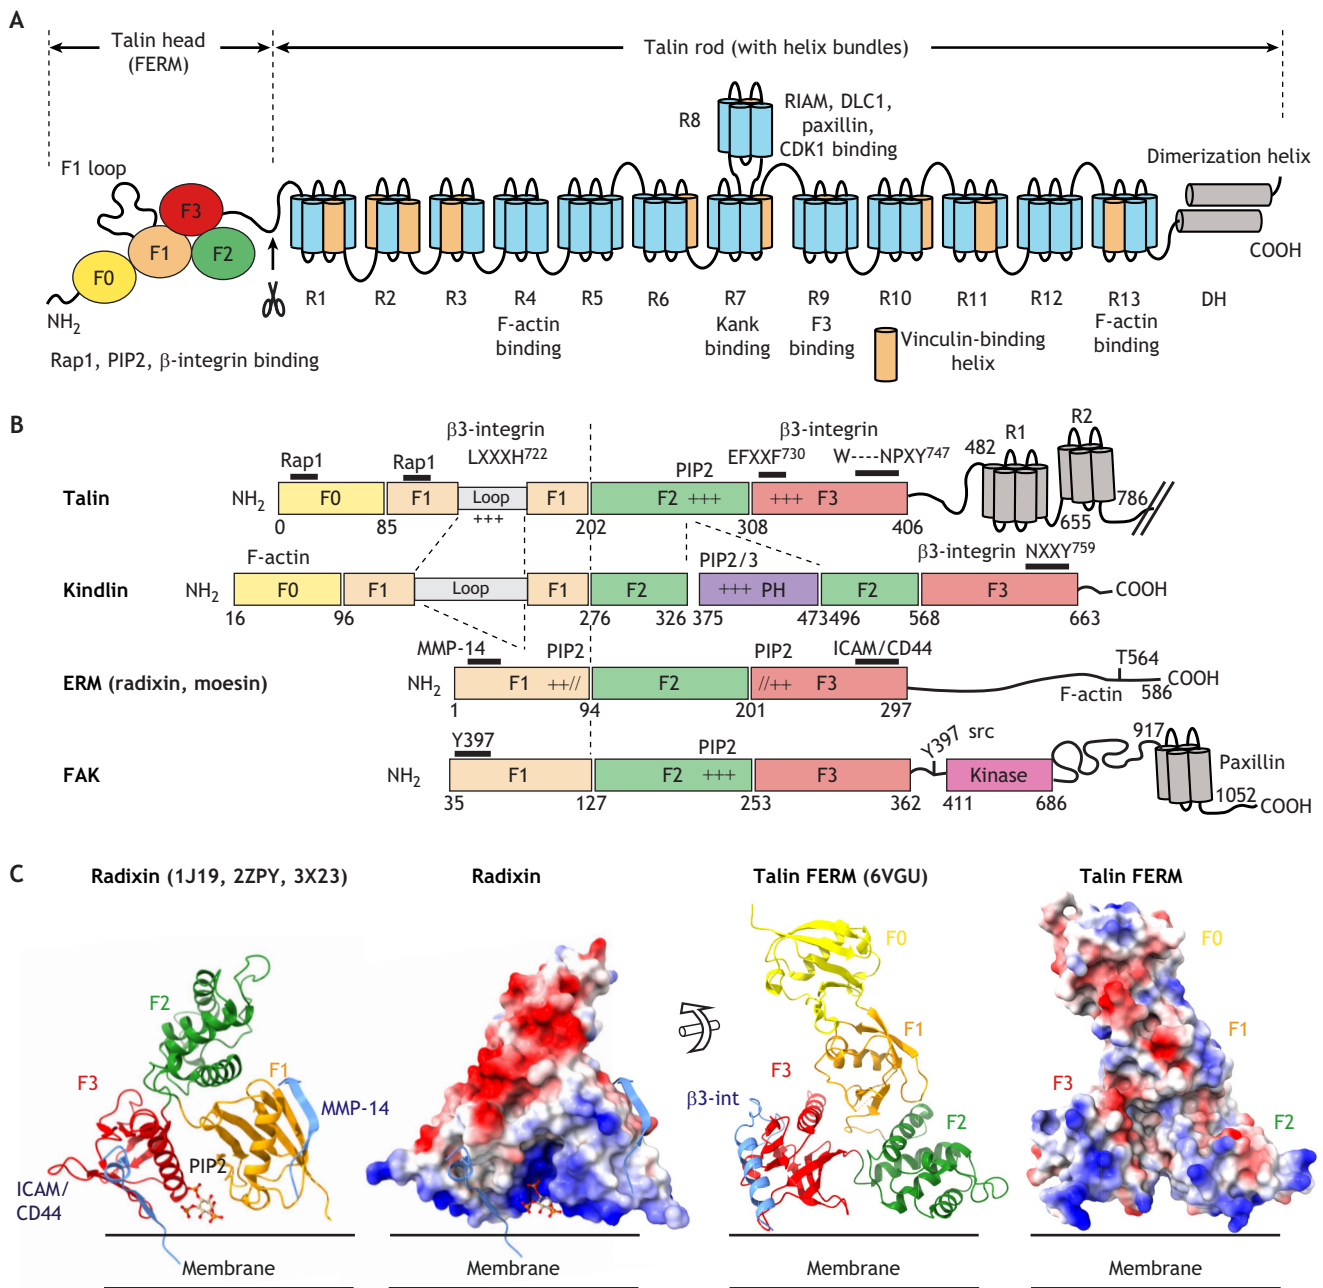 A
Talin head
(FERM)
Talin rod (with helix bundles)
R8
RIAM, DLC1,
paxillin,
CDK1 binding
F1 loop
Dimerization helix
F3
F1
F2
F0
COOH
NH2
R1
R2
R3
R4
R5
R6
R7
R9
R10
R11
R12
R13
DH
F-actin
binding
Kank
binding
F3
binding
F-actin
binding
Vinculin-binding
helix
Rap1, PIP2, β-integrin binding
B
β3-integrin
LXXXH722
β3-integrin
EFXXF730
W----NPXY747
Rap1
Rap1
PIP2
482
R1
R2
Talin
NH2
F0
F1
Loop
+++
F1
F2 +++
+++ F3
0
85
202
308
406
655
786
F-actin
PIP2/3
β3-integrin
NXXY759
Kindlin
NH2
F0
F1
Loop
F1
F2
+++ PH
F2
F3
COOH
16
96
276
326
375
473
496
568
663
MMP-14
PIP2
PIP2
ICAM/CD44
T564
ERM (radixin, moesin)
NH2
F1 ++//
F2
//++ F3
F-actin
COOH
1
94
201
297
586
Y397
PIP2
Y397
src
917
Paxillin
FAK
NH2
F1
F2 +++
F3
Kinase
1052
COOH
35
127
253
362
411
686
C
Radixin (1J19, 2ZPY, 3X23)
Radixin
Talin FERM (6VGU)
Talin FERM
F2
F3
F1
MMP-14
PIP2
ICAM/
CD44
Membrane
Membrane
F0
F1
F3
β3-int
F2
Membrane
F0
F1
F3
F2
Membrane